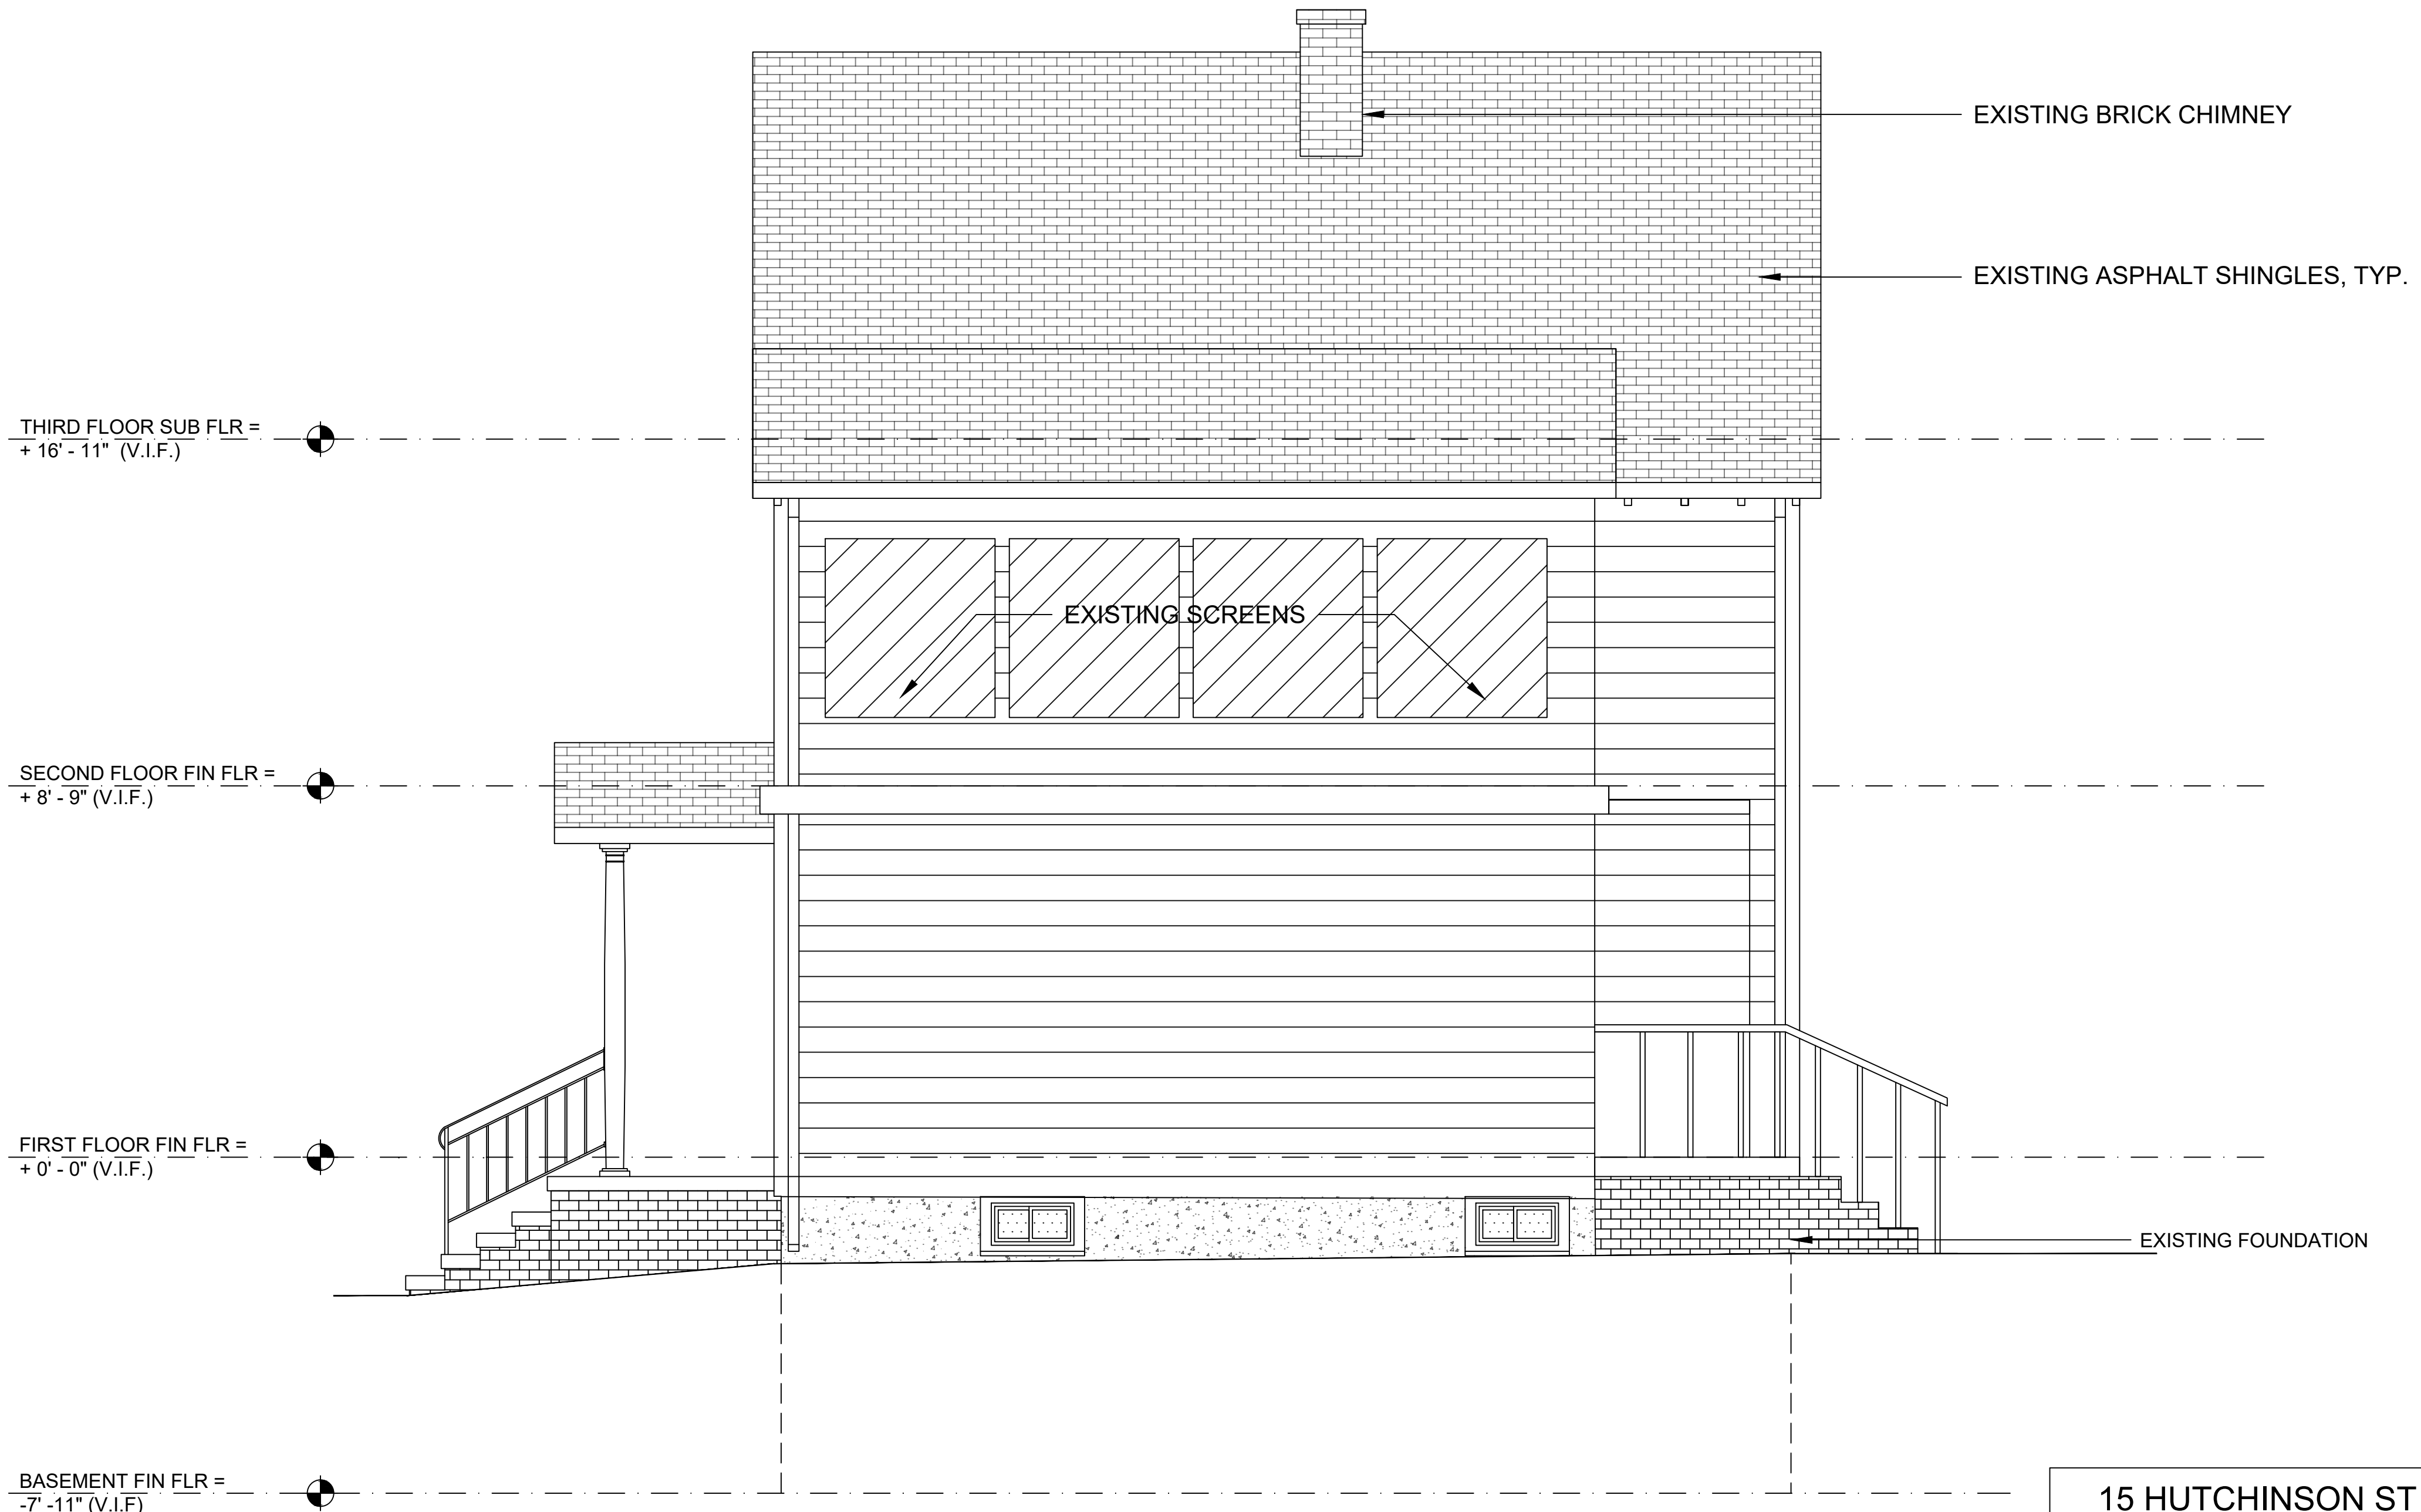 EXISTING BRICK CHIMNEY
EXISTING ASPHALT SHINGLES, TYP.
THIRD FLOOR SUB FLR =
+ 16' - 11" (V.I.F.)
EXISTING SCREENS
SECOND FLOOR FIN FLR =
+ 8' - 9" (V.I.F.)
FIRST FLOOR FIN FLR =
+ 0' - 0" (V.I.F.)
EXISTING FOUNDATION
BASEMENT FIN FLR =
-7' -11" (V.I.F)
15 HUTCHINSON ST